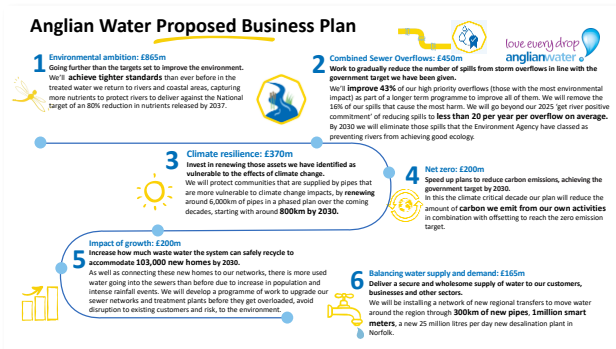 Anglian Water Proposed Business Plan
love every drop
anglianwater
1
Environmental ambition: £865m
Going further than the targets set to improve the environment.
We'll achieve tighter standards than ever before in the
treated water we return to rivers and coastal areas, capturing
more nutrients to protect rivers to deliver against the National
target of an 80% reduction in nutrients released by 2037.
2
Combined Sewer Overflows: £450m
Work to gradually reduce the number of spills from storm overflows in line with the
government target we have been given.
We'll improve 43% of our high priority overflows (those with the most environmental
impact) as part of a longer term programme to improve all of them. We will remove the
16% of our spills that cause the most harm. We will go beyond our 2025 'get river positive
commitment' of reducing spills to less than 20 per year per overflow on average.
By 2030 we will eliminate those spills that the Environment Agency have classed as
preventing rivers from achieving good ecology.
3
Climate resilience: £370m
Invest in renewing those assets we have identified as
vulnerable to the effects of climate change.
We will protect communities that are supplied by pipes that
are more vulnerable to climate change impacts, by renewing
around 6,000km of pipes in a phased plan over the coming
decades, starting with around 800km by 2030.
4
Net zero: £200m
Speed up plans to reduce carbon emissions, achieving the
government target by 2030.
In this the climate critical decade our plan will reduce the
amount of carbon we emit from our own activities
in combination with offsetting to reach the zero emission
target.
5
Impact of growth: £200m
Increase how much waste water the system can safely recycle to
accommodate 103,000 new homes by 2030.
As well as connecting these new homes to our networks, there is more used
water going into the sewers than before due to increase in population and
intense rainfall events. We will develop a programme of work to upgrade our
sewer networks and treatment plants before they get overloaded, avoid
disruption to existing customers and risk, to the environment.
6
Balancing water supply and demand: £165m
Deliver a secure and wholesome supply of water to our customers,
businesses and other sectors.
We will be installing a network of new regional transfers to move water
around the region through 300km of new pipes, 1million smart
meters, a new 25 million litres per day new desalination plant in
Norfolk.